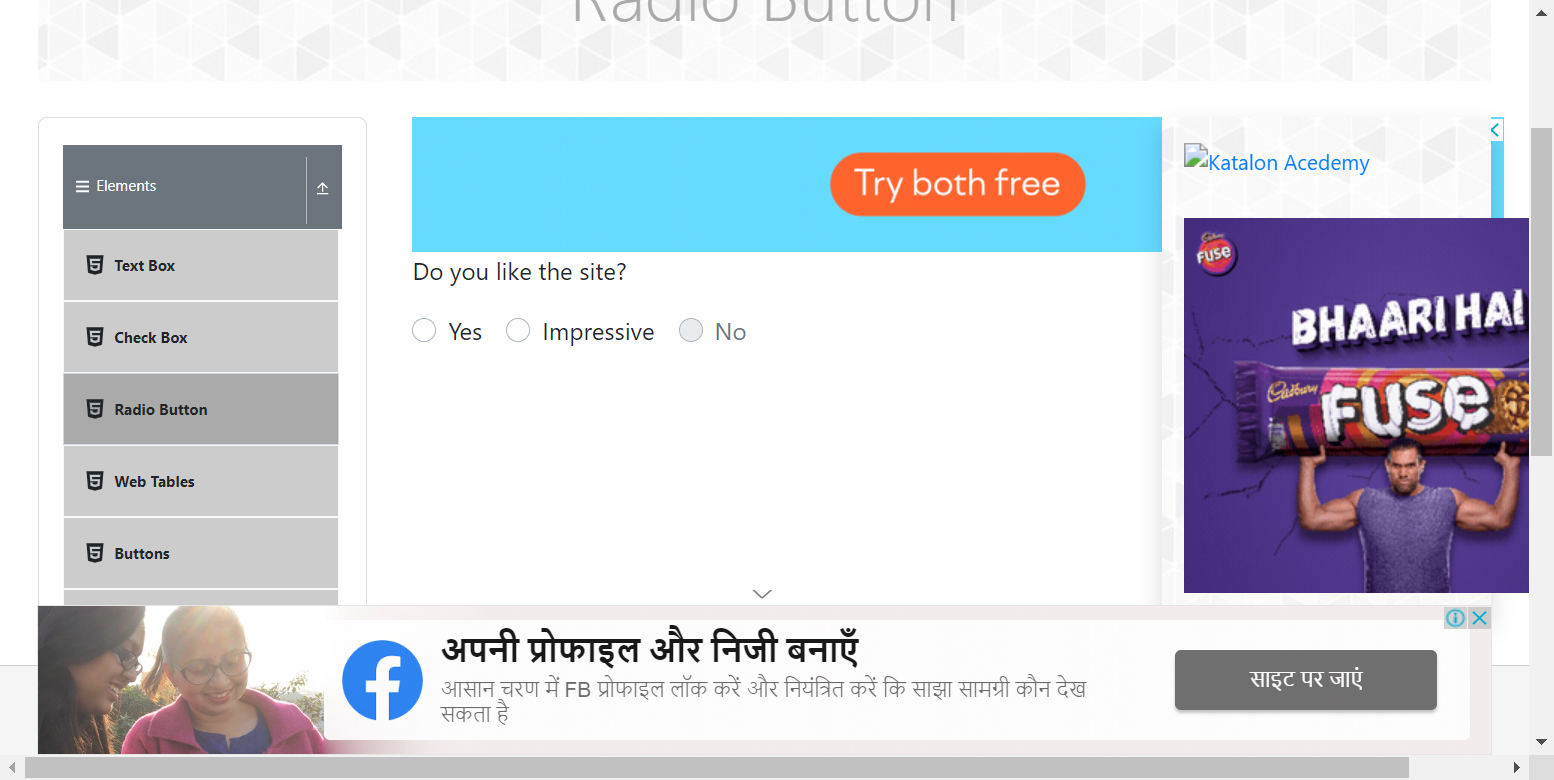 Radio Button
Elements
Text Box
Check Box
Radio Button
Web Tables
Buttons
Try both free
Do you like the site?
Yes
Impressive
No
Katalon Acedemy
Cadbury
FUSE
BHAARI HAI
Cadbury
FUSE
अपनी प्रोफाइल और निजी बनाएँ
आसान चरण में FB प्रोफाइल लॉक करें और नियंत्रित करें कि साझा सामग्री कौन देख
सकता है
साइट पर जाएं